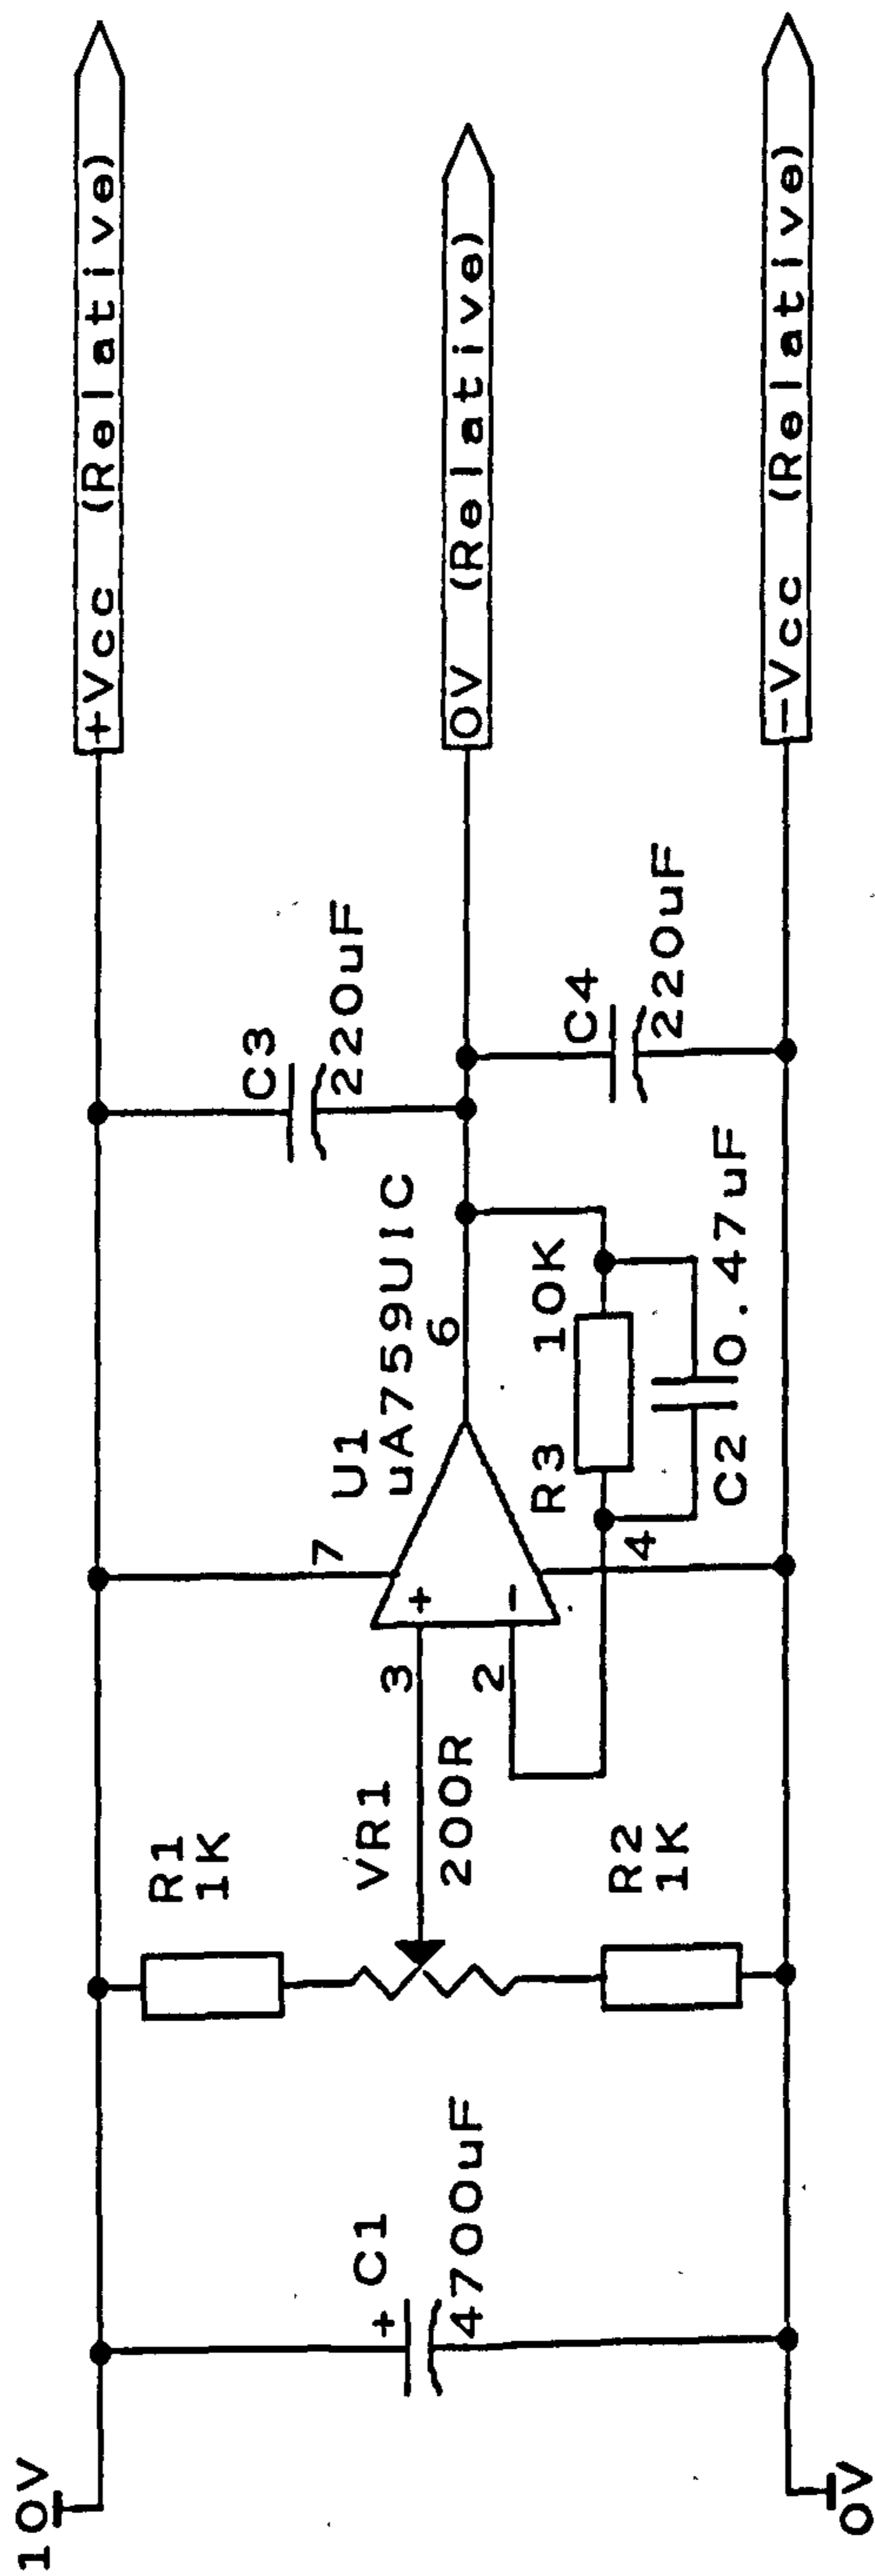 10V
+ C1
4700uF
0V
R1
1K
VR1
200R
R2
1K
3
2
+
-
7
4
U1
uA759U1C
6
R3 10K
C2 0.47uF
C3
220uF
C4
220uF
+Vcc (Relative)
0V (Relative)
-Vcc (Relative)